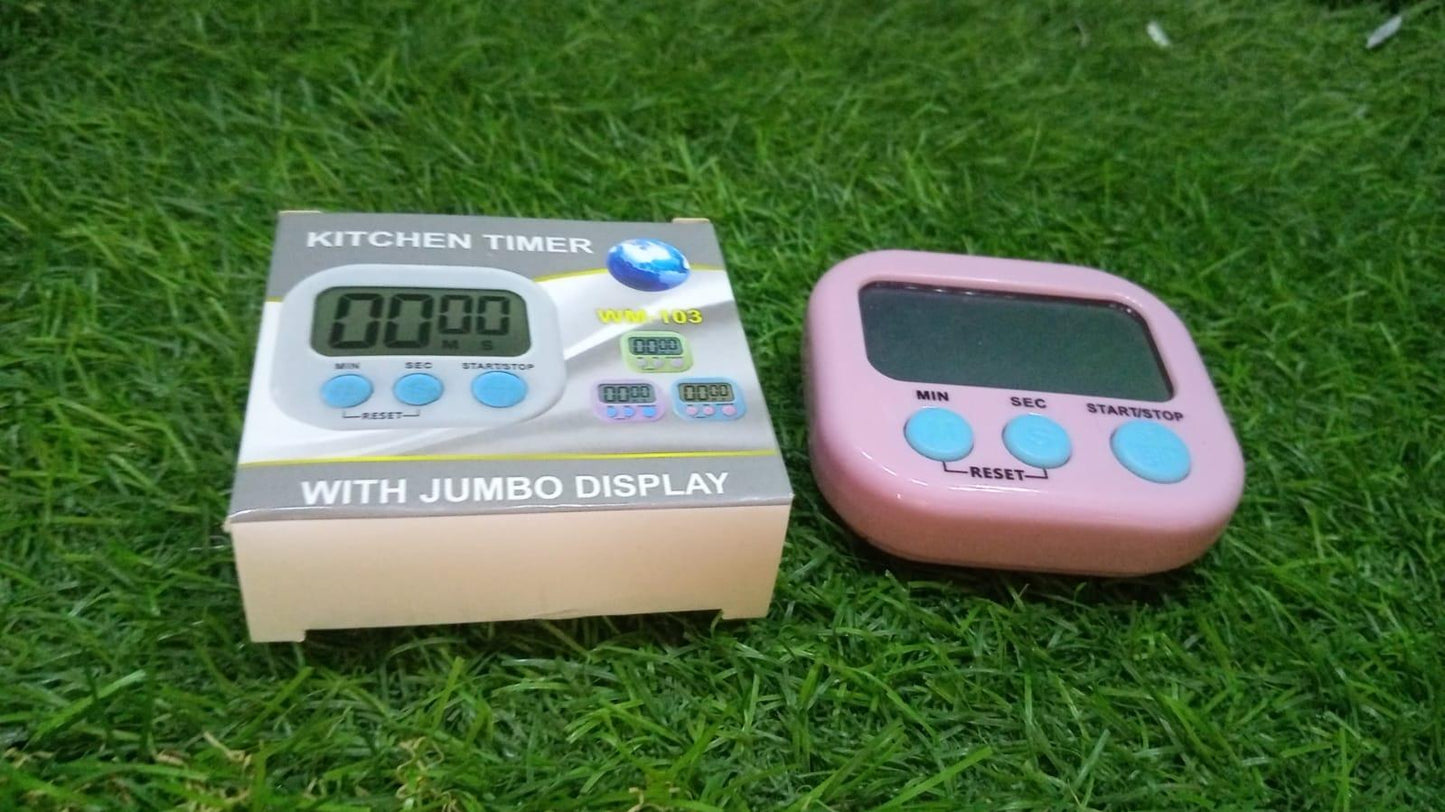 KITCHEN TIMER
WM-103
00 00
M S
MIN SEC START/STOP
RESET
WITH JUMBO DISPLAY
MIN SEC START/STOP
M S
RESET